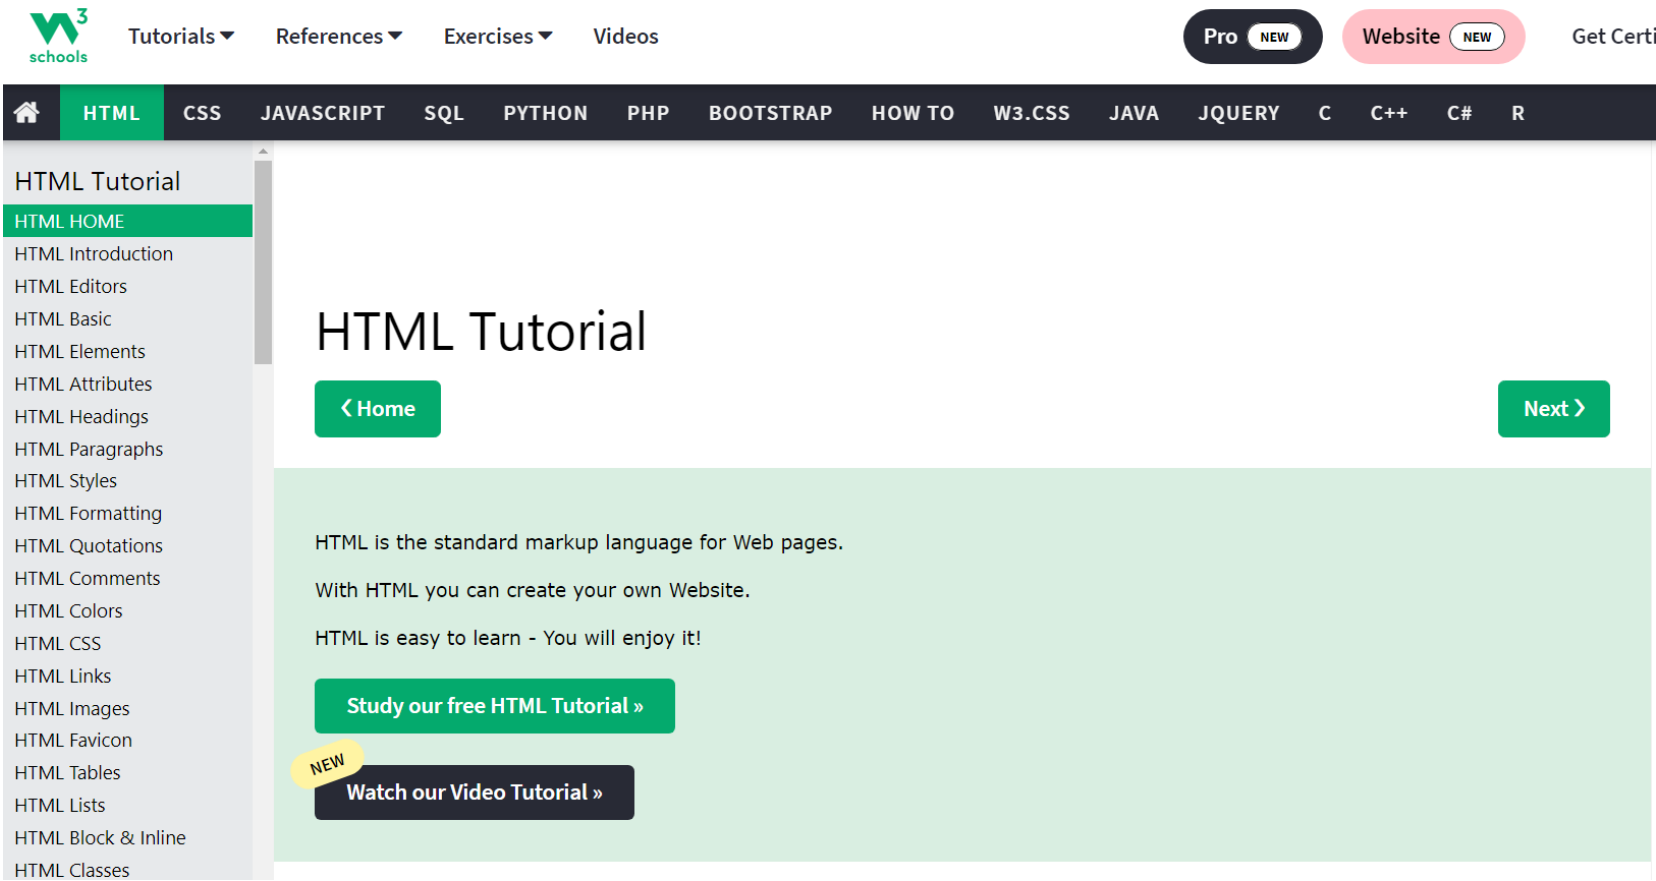 3
schools
Tutorials References Exercises Videos
Pro NEW Website NEW Get Certi
HTML CSS JAVASCRIPT SQL PYTHON PHP BOOTSTRAP HOW TO W3.CSS JAVA JQUERY C C++ C# R
HTML Tutorial
HTML HOME
HTML Introduction
HTML Editors
HTML Basic
HTML Elements
HTML Attributes
HTML Headings
HTML Paragraphs
HTML Styles
HTML Formatting
HTML Quotations
HTML Comments
HTML Colors
HTML CSS
HTML Links
HTML Images
HTML Favicon
HTML Tables
HTML Lists
HTML Block & Inline
HTML Classes
HTML Tutorial
❮ Home
Next ❯
HTML is the standard markup language for Web pages.
With HTML you can create your own Website.
HTML is easy to learn - You will enjoy it!
Study our free HTML Tutorial »
NEW
Watch our Video Tutorial »